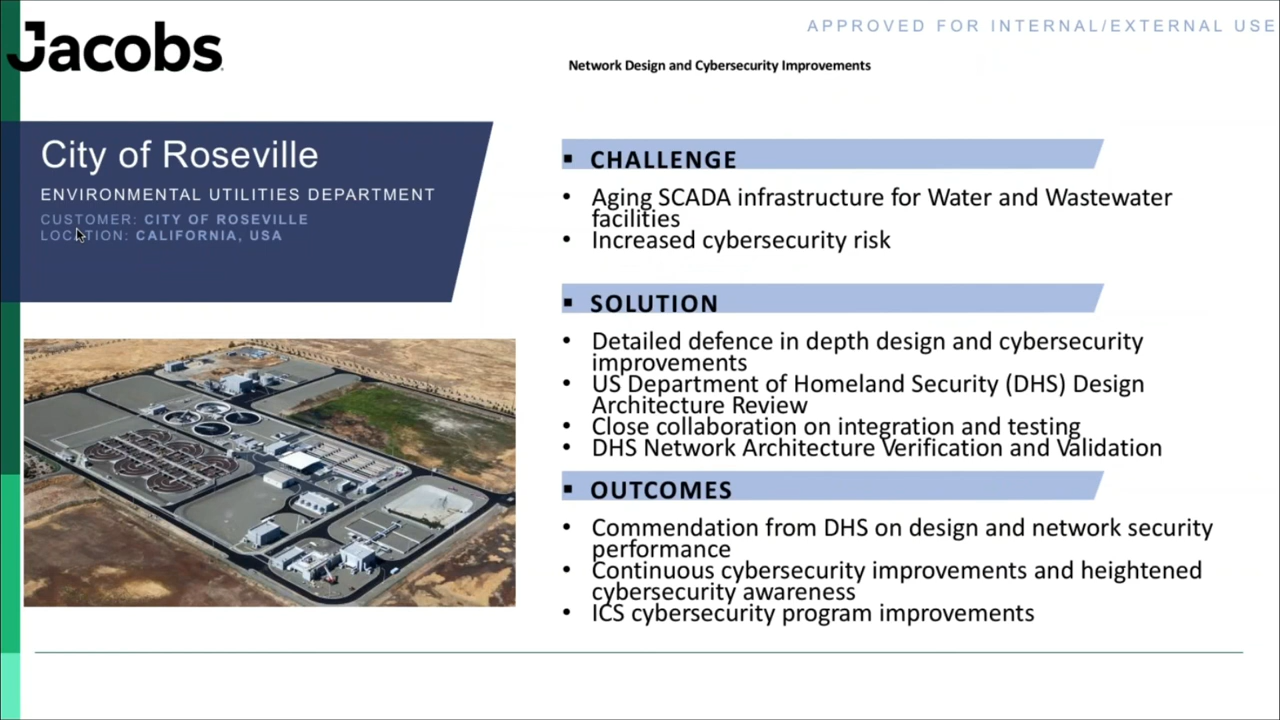 Jacobs
APPROVED FOR INTERNAL/EXTERNAL USE
Network Design and Cybersecurity Improvements
City of Roseville
ENVIRONMENTAL UTILITIES DEPARTMENT
CUSTOMER: CITY OF ROSEVILLE
LOCATION: CALIFORNIA, USA
▪ CHALLENGE
• Aging SCADA infrastructure for Water and Wastewater
facilities
• Increased cybersecurity risk
▪ SOLUTION
• Detailed defence in depth design and cybersecurity
improvements
• US Department of Homeland Security (DHS) Design
Architecture Review
• Close collaboration on integration and testing
• DHS Network Architecture Verification and Validation
▪ OUTCOMES
• Commendation from DHS on design and network security
performance
• Continuous cybersecurity improvements and heightened
cybersecurity awareness
• ICS cybersecurity program improvements